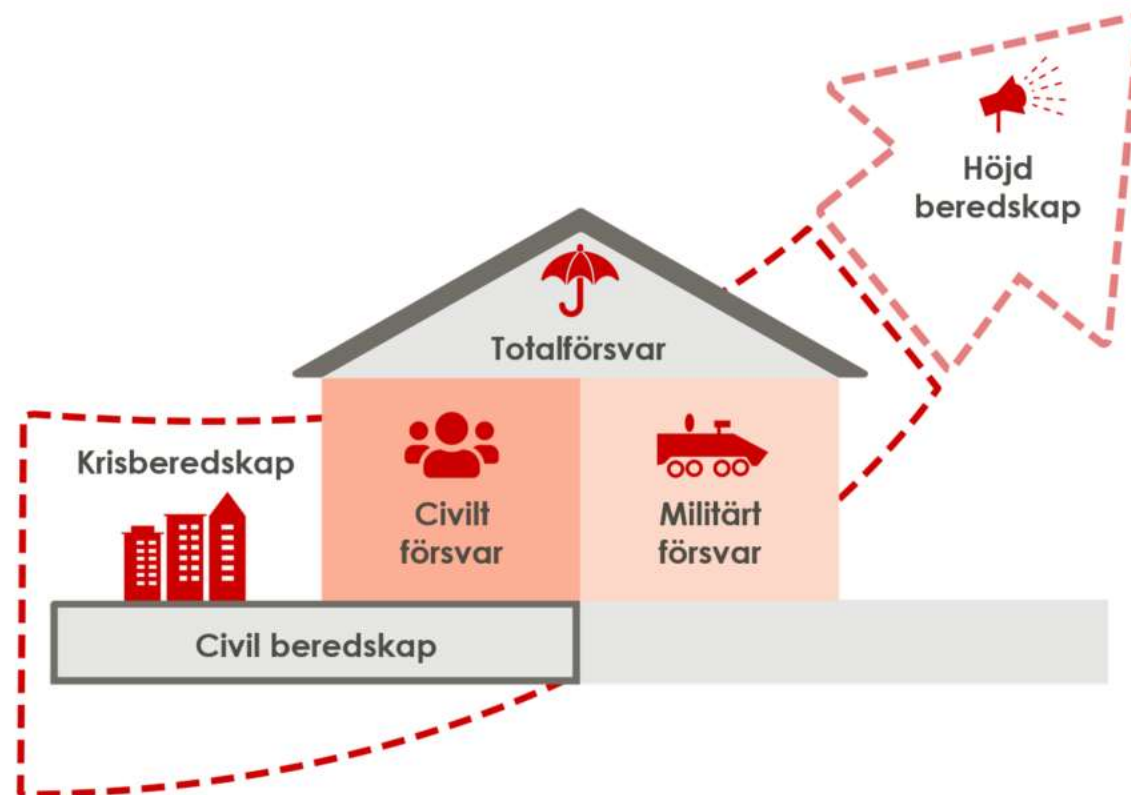 Höjd
beredskap
Totalförsvar
Krisberedskap
Civilt
försvar
Militärt
försvar
Civil beredskap